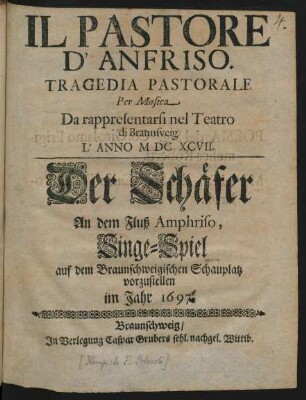 IL PASTORE
D'ANFRISO.
TRAGEDIA PASTORALE
Per Musica
Da rappresentarsi nel Teatro
di Braunsveig
L'ANNO M DC. XCVII.
Der Schäfer
An dem Fluß Amphriso,
Singe-Spiel
auf dem Braunschweigischen Schauplatz
vorzustellen
im Jahr 1697.
Braunschweig/
In Verlegung Caspar Grubers sehl. nachgel. Wittib.